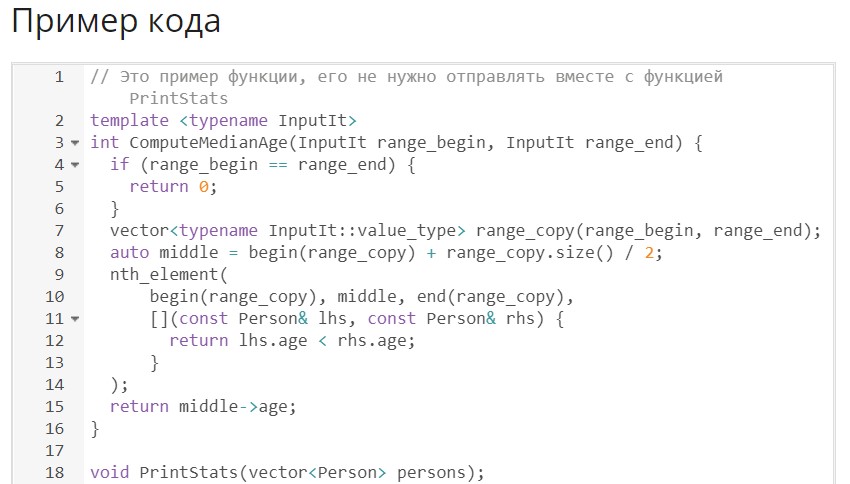 Пример кода
1 // Это пример функции, его не нужно отправлять вместе с функцией
PrintStats
2 template <typename InputIt>
3 int ComputeMedianAge(InputIt range_begin, InputIt range_end) {
4 if (range_begin == range_end) {
5 return 0;
6 }
7 vector<typename InputIt::value_type> range_copy(range_begin, range_end);
8 auto middle = begin(range_copy) + range_copy.size() / 2;
9 nth_element(
10 begin(range_copy), middle, end(range_copy),
11 [](const Person& lhs, const Person& rhs) {
12 return lhs.age < rhs.age;
13 }
14 );
15 return middle->age;
16 }
17
18 void PrintStats(vector<Person> persons);